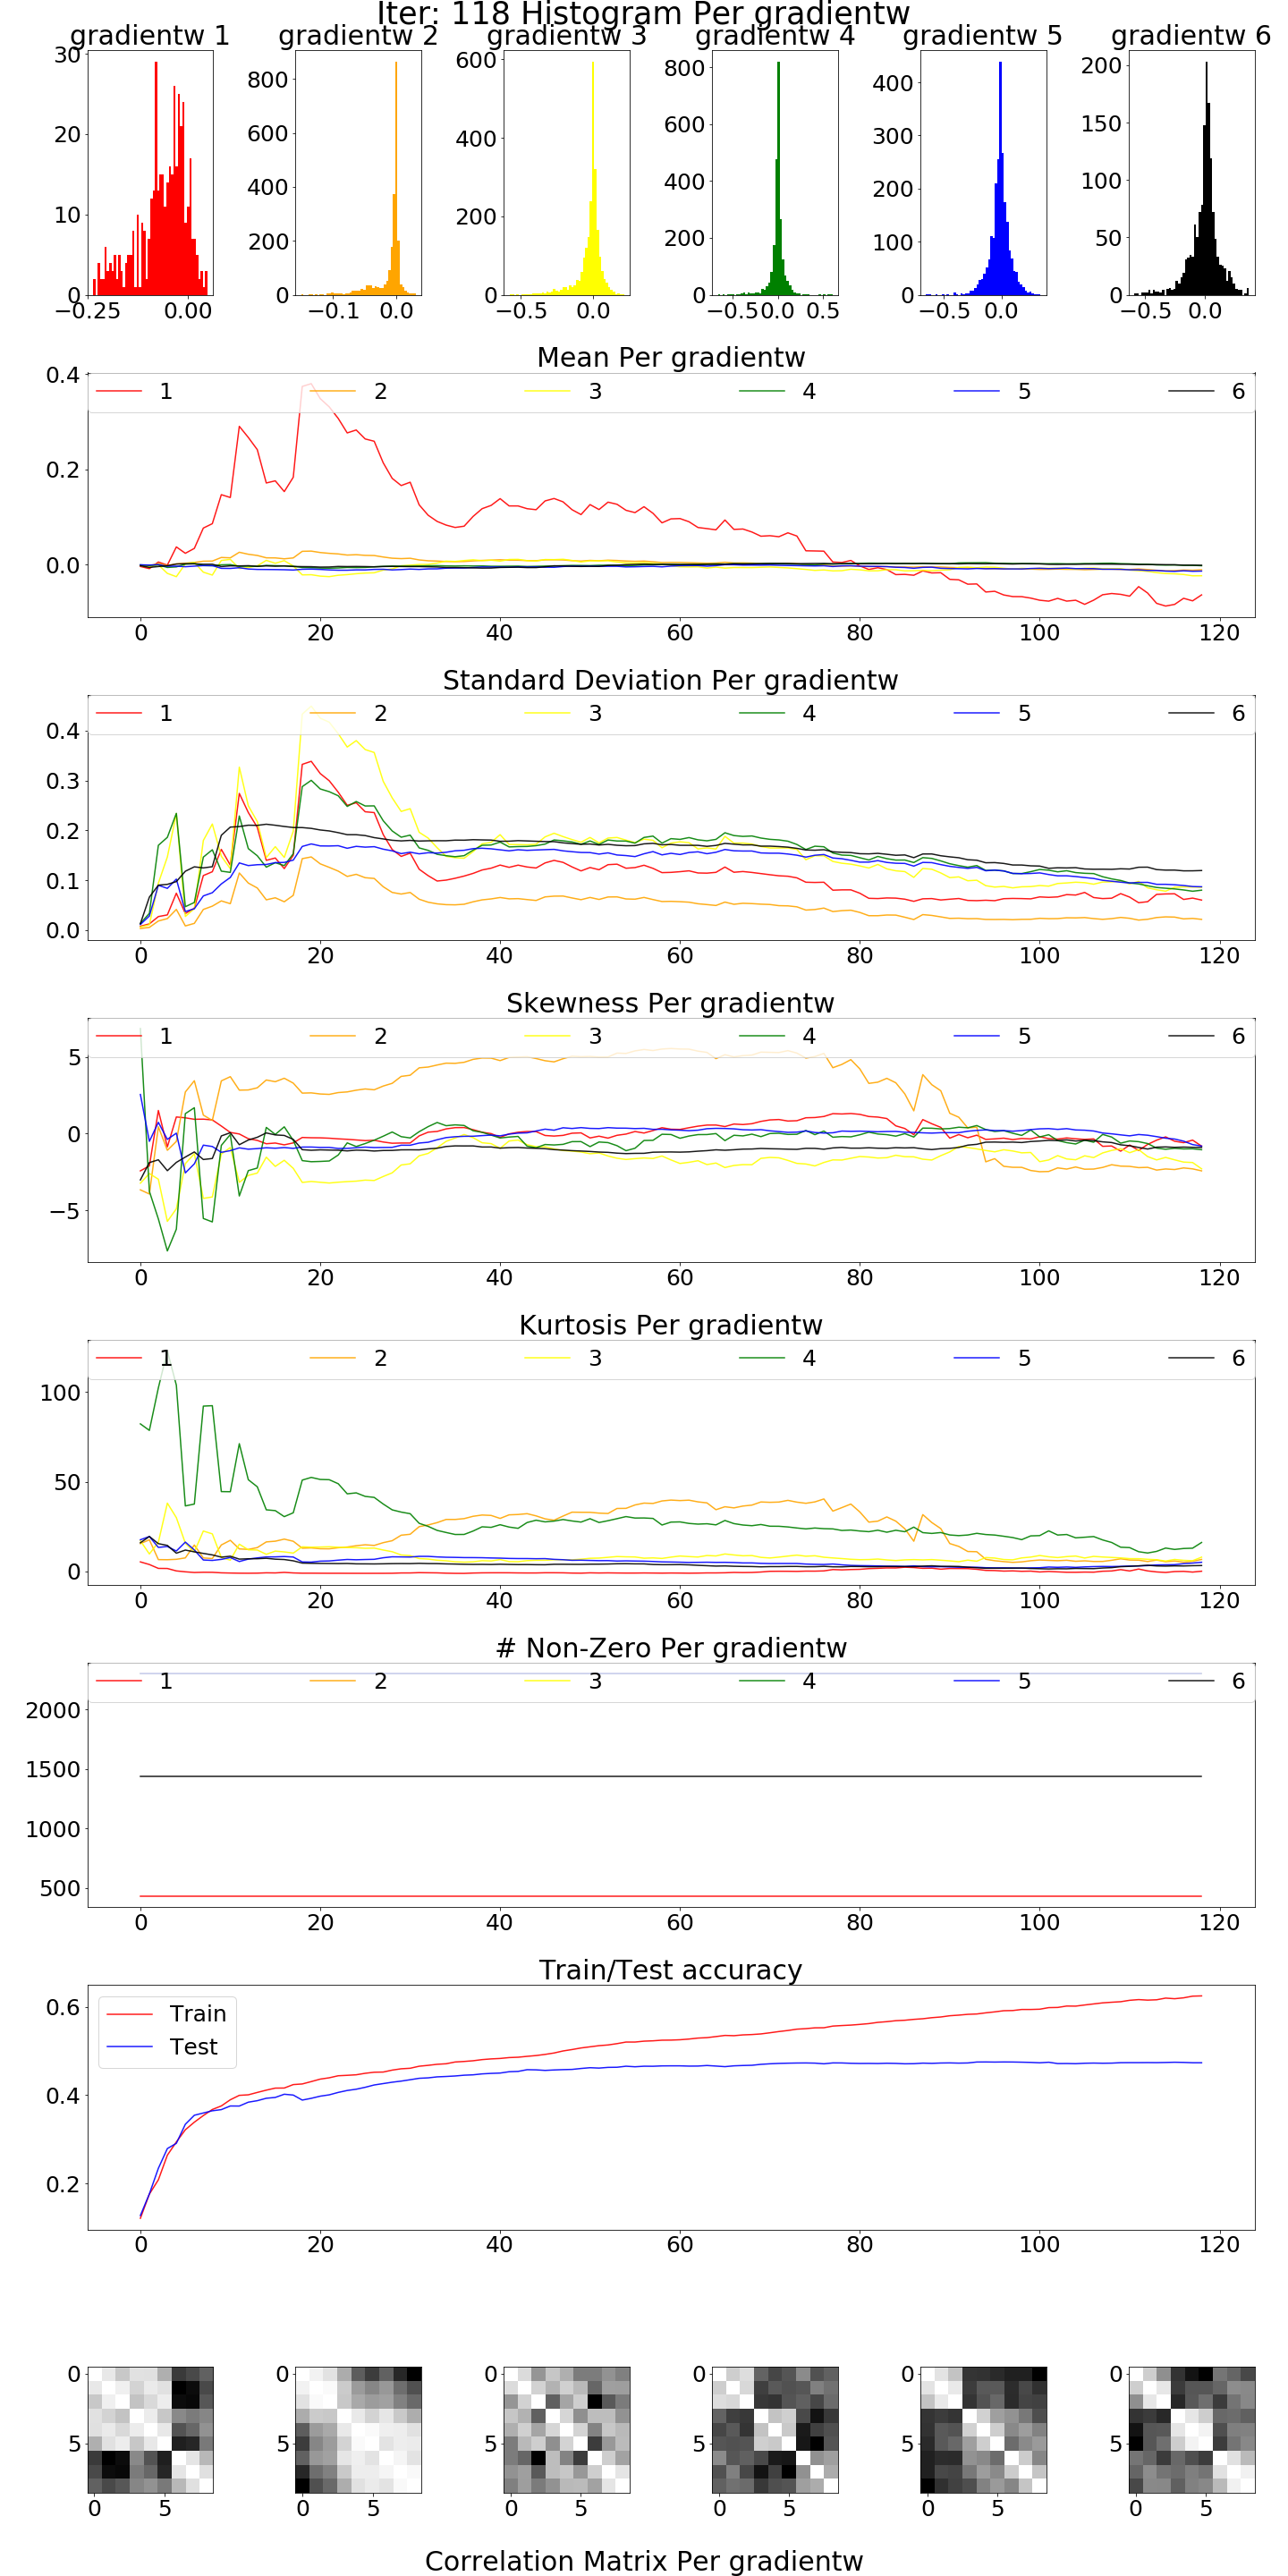 Iter: 118 Histogram Per gradientw
gradientw 1 gradientw 2 gradientw 3 gradientw 4 gradientw 5 gradientw 6
30 20 10 0
−0.25 0.00
800 600 400 200 0
−0.1 0.0
600 400 200 0
−0.5 0.0
800 600 400 200 0
−0.5 0.0 0.5
400 300 200 100 0
−0.5 0.0
200 150 100 50 0
−0.5 0.0
Mean Per gradientw
1 2 3 4 5 6
0.4
0.2
0.0
0 20 40 60 80 100 120
Standard Deviation Per gradientw
1 2 3 4 5 6
0.4
0.3
0.2
0.1
0.0
0 20 40 60 80 100 120
Skewness Per gradientw
1 2 3 4 5 6
5
0
−5
0 20 40 60 80 100 120
Kurtosis Per gradientw
1 2 3 4 5 6
100
50
0
0 20 40 60 80 100 120
# Non-Zero Per gradientw
1 2 3 4 5 6
2000
1500
1000
500
0 20 40 60 80 100 120
Train/Test accuracy
Train
Test
0.6
0.4
0.2
0 20 40 60 80 100 120
0 0 0 0 0 0
5 5 5 5 5 5
0 5 0 5 0 5 0 5 0 5 0 5
Correlation Matrix Per gradientw